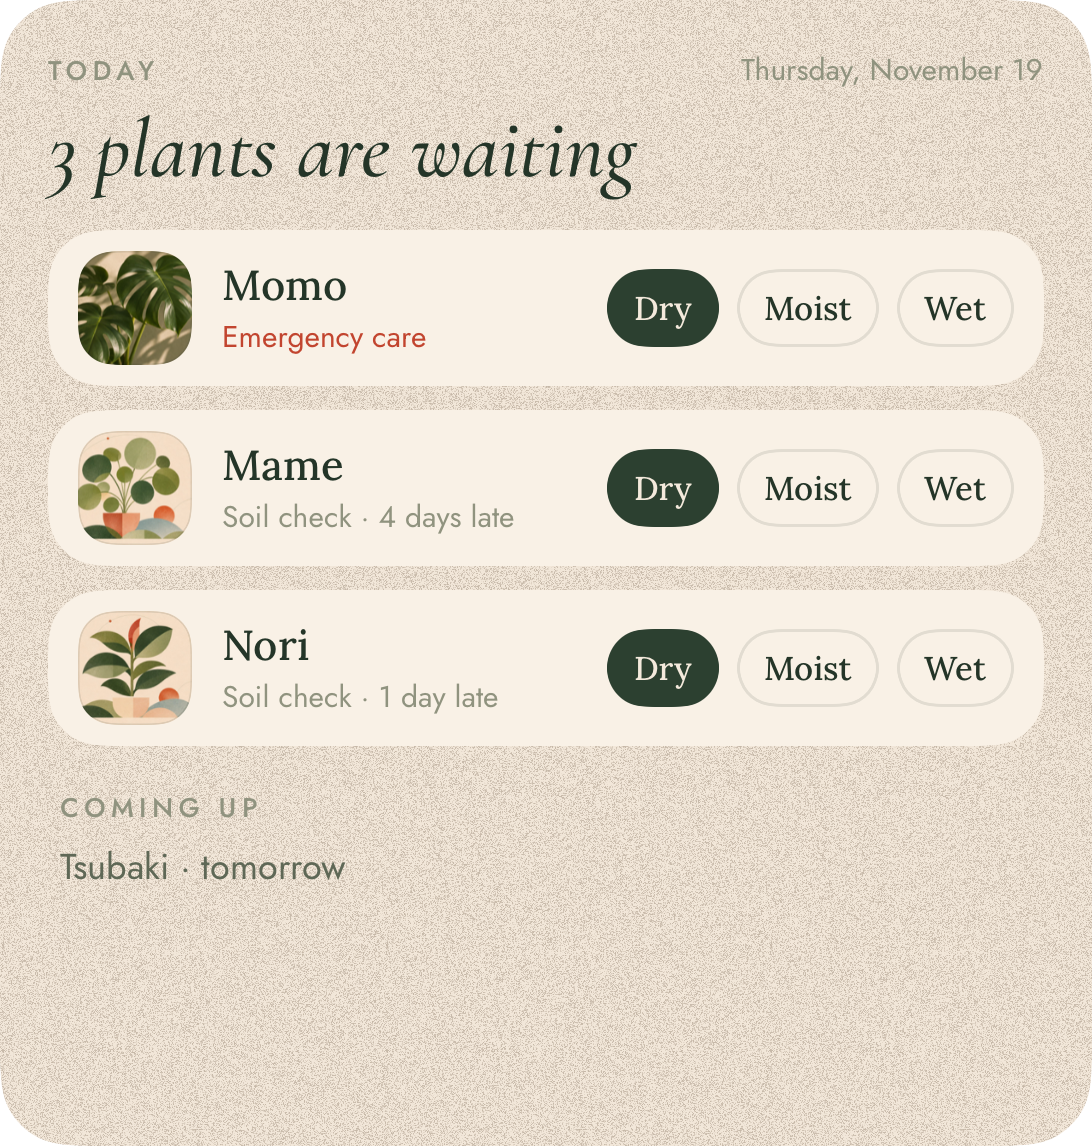 TODAY Thursday, November 19
3 plants are waiting
Momo
Emergency care
Dry Moist Wet
Mame
Soil check · 4 days late
Dry Moist Wet
Nori
Soil check · 1 day late
Dry Moist Wet
COMING UP
Tsubaki · tomorrow